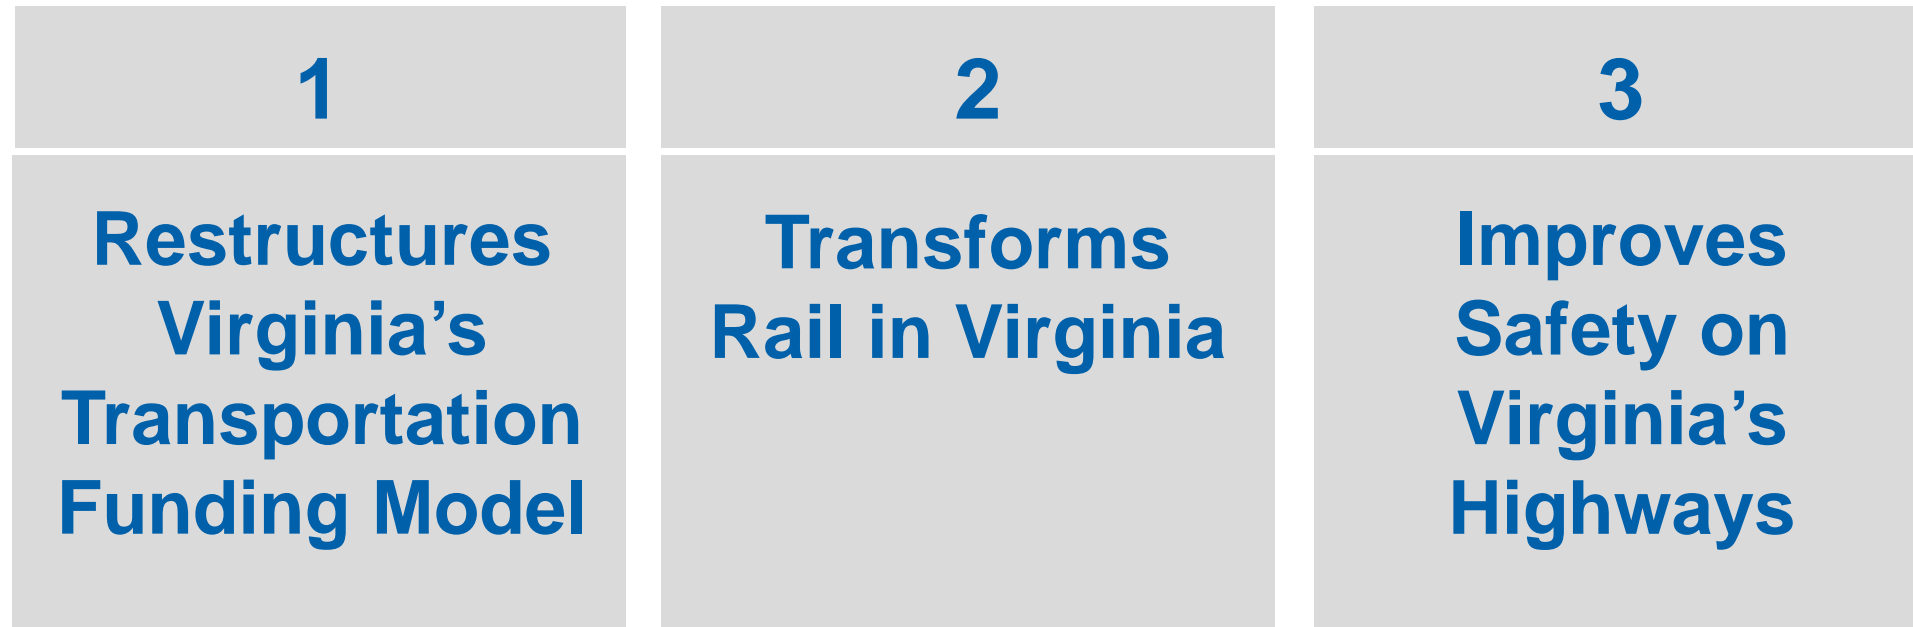 1
Restructures
Virginia’s
Transportation
Funding Model
2
Transforms
Rail in Virginia
3
Improves
Safety on
Virginia’s
Highways